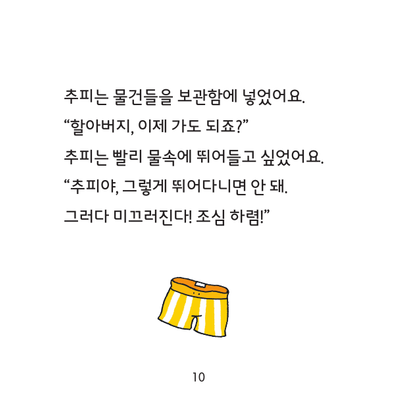 추피는 물건들을 보관함에 넣었어요.
“할아버지, 이제 가도 되죠?”
추피는 빨리 물속에 뛰어들고 싶었어요.
“추피야, 그렇게 뛰어다니면 안 돼.
그러다 미끄러진다! 조심 하렴!”
10